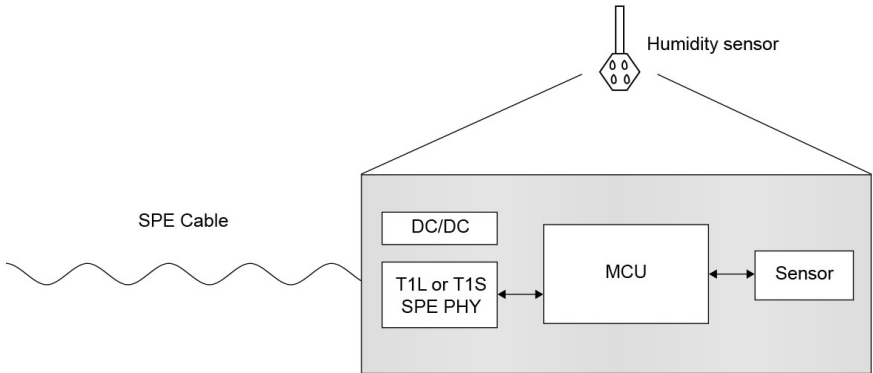 Humidity sensor
SPE Cable
DC/DC
T1L or T1S
SPE PHY
MCU
Sensor